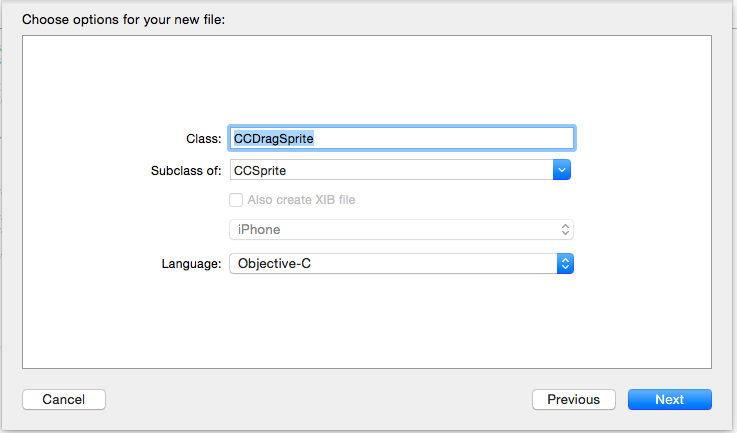 Choose options for your new file:
Class: CCDragSprite
Subclass of: CCSprite
Also create XIB file
iPhone
Language: Objective-C
Cancel Previous Next